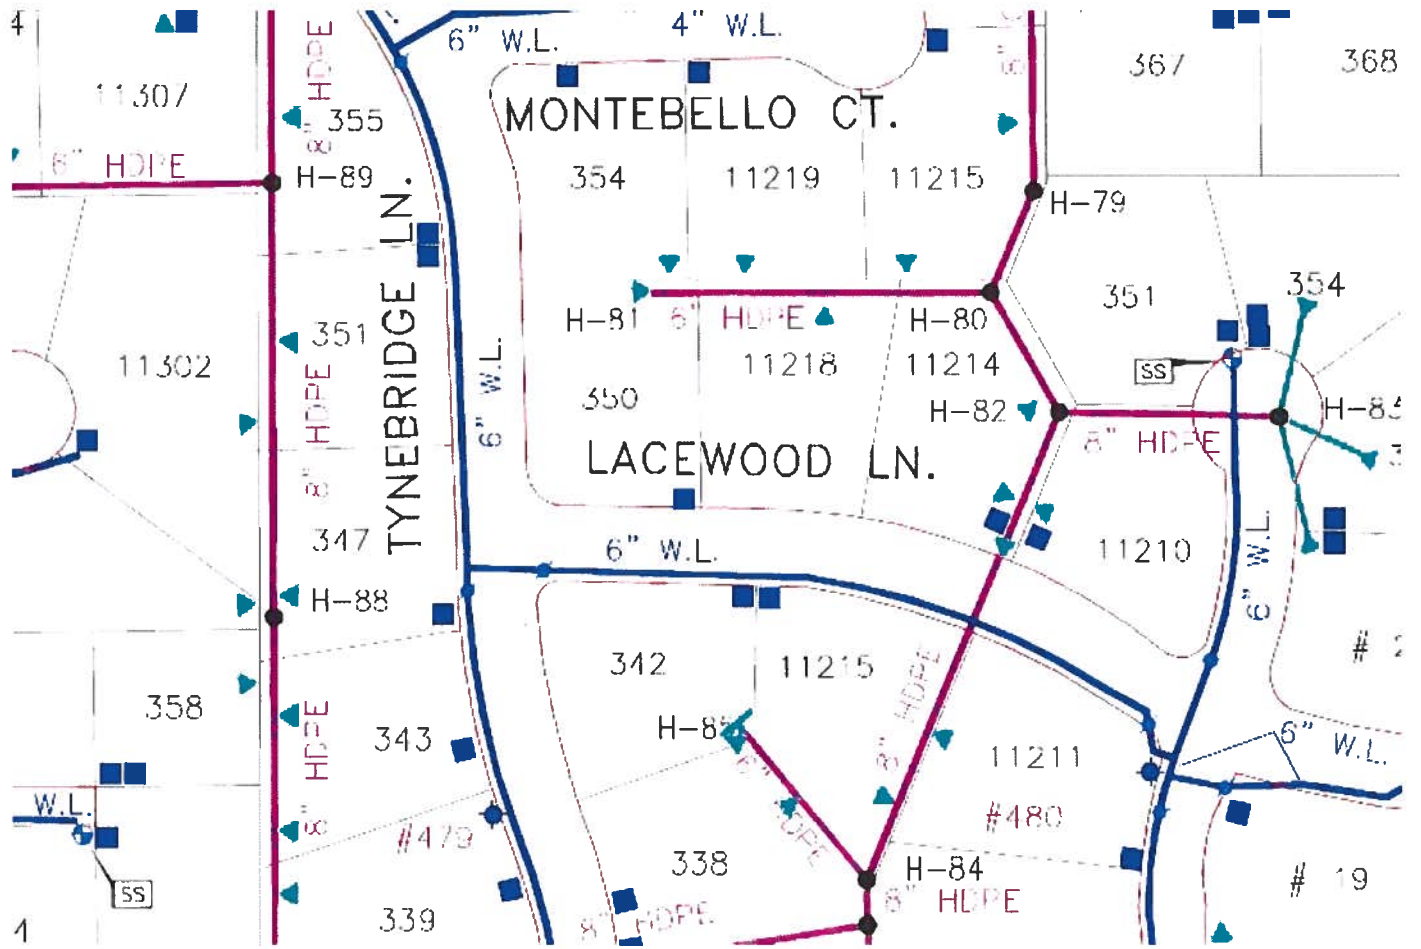 4
11307
8" HDPE
355
6" W.L.
4" W.L.
367
368
MONTEBELLO CT.
6" HDPE
H-89
354
11219
11215
H-79
TYNEBRIDGE LN.
351
354
H-81
6" HDPE
H-80
351
11302
11218
11214
SS
350
6" W.L.
H-82
8" HDPE
8" HDPE
LACEWOOD LN.
347
6" W.L.
11210
6" W.L.
H-88
342
11215
358
8" HDPE
343
8" HDPE
11211
6" W.L.
W.L.
#479
6" HDPE
#480
338
H-84
# 19
SS
339
8" HDPE
8" HDPE